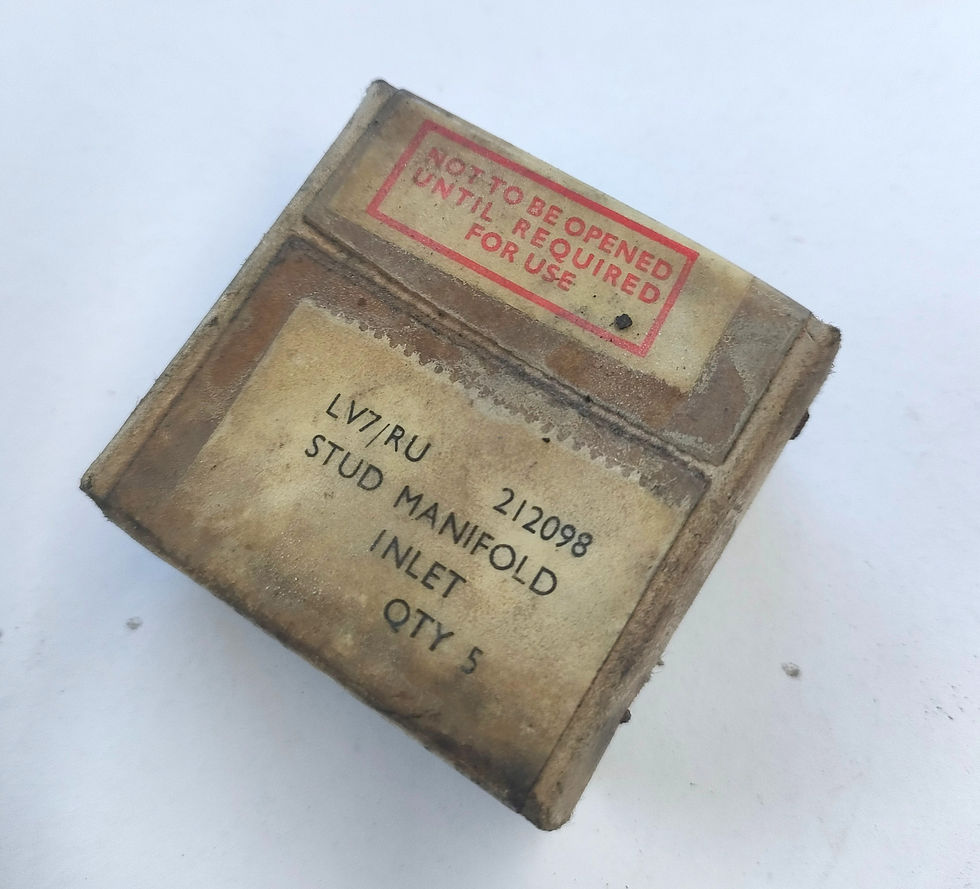 NOT TO BE OPENED
UNTIL REQUIRED
FOR USE
LV7/RU 212098
STUD MANIFOLD
INLET
QTY 5